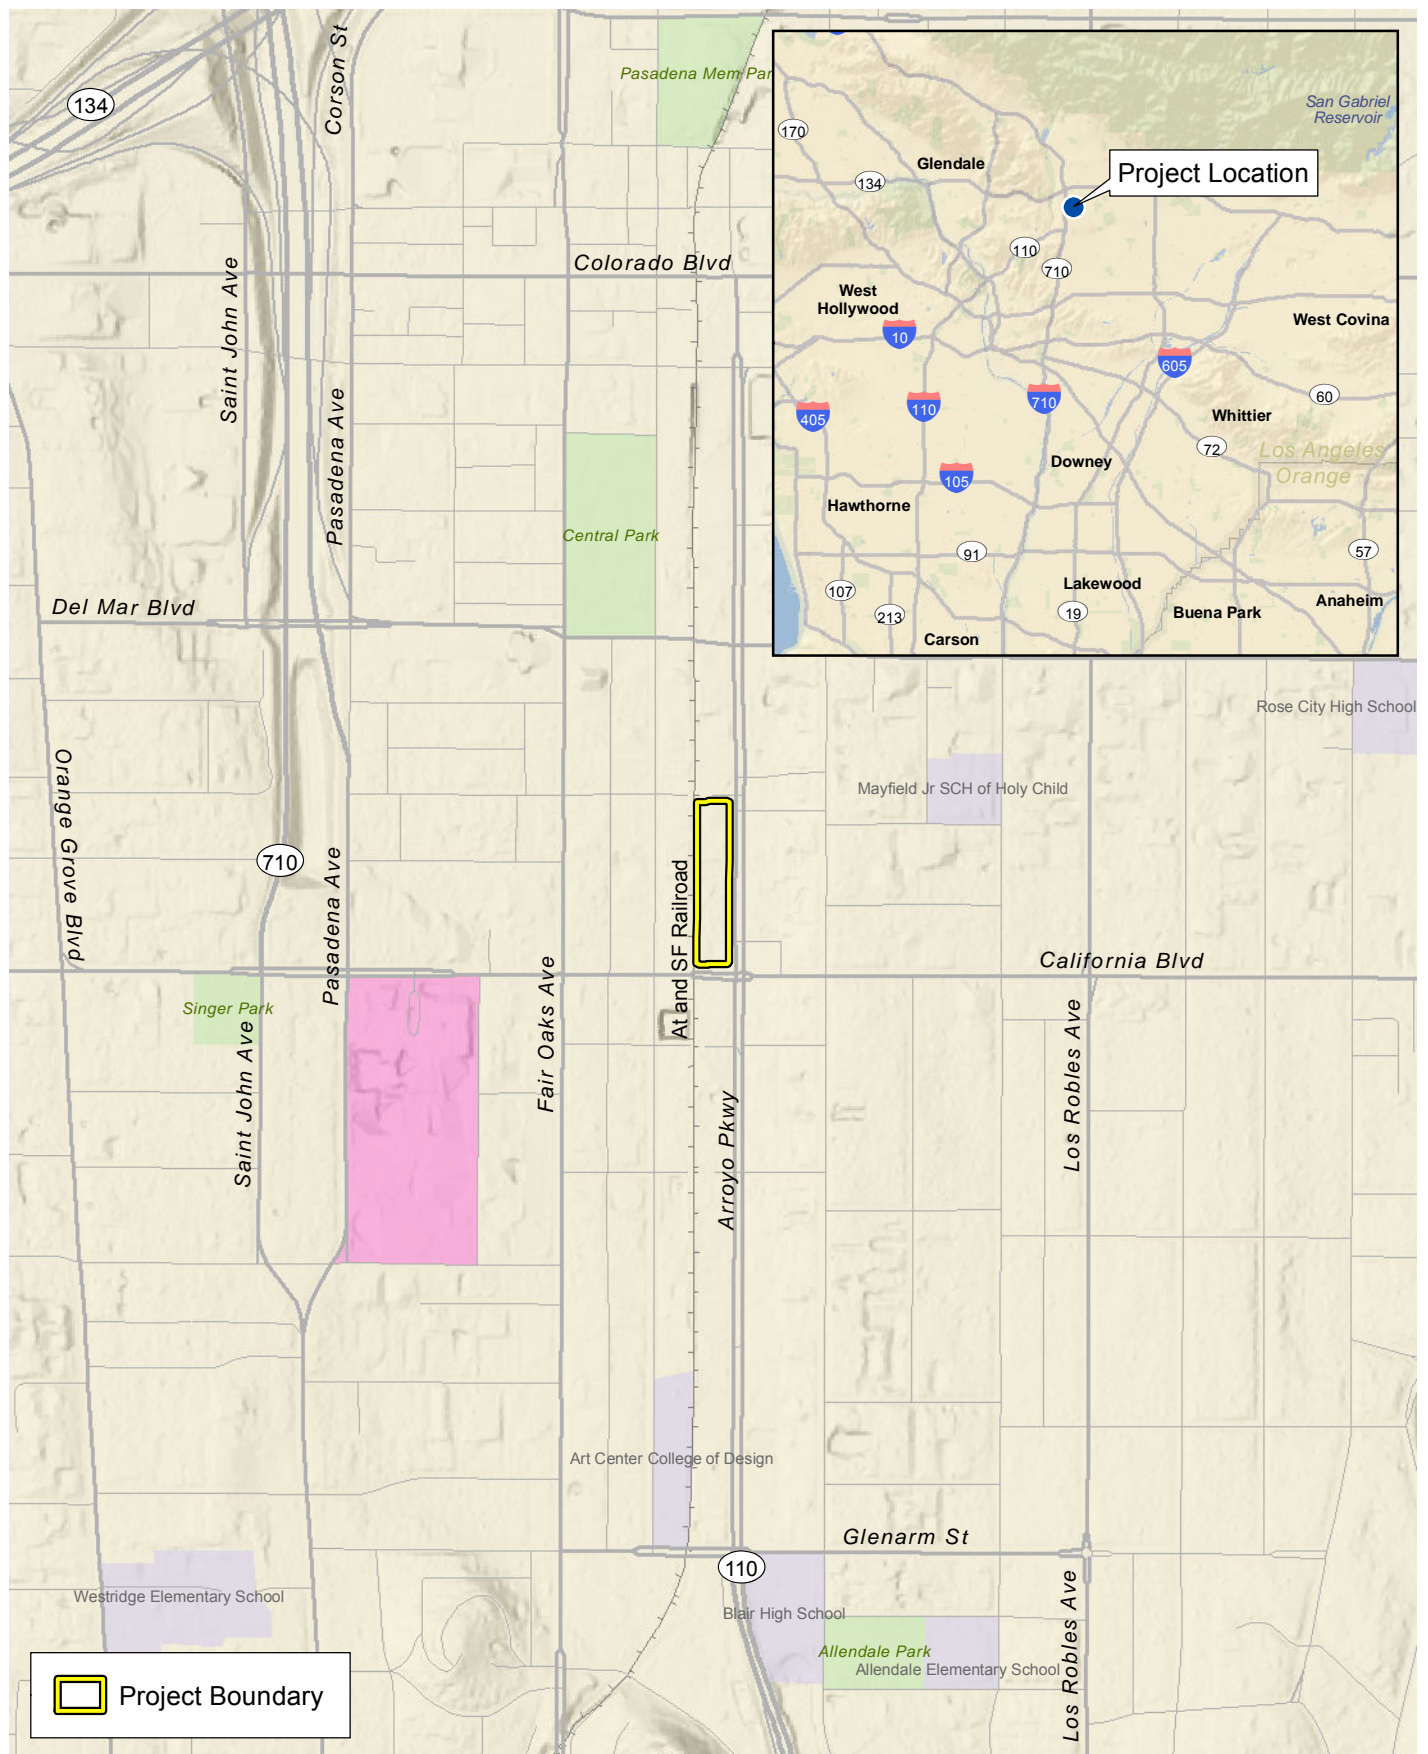 134
Corson St
Pasadena Mem Par
San Gabriel
Reservoir
170
Glendale
134
Project Location
110
710
West
Hollywood
10
West Covina
605
60
405
110
710
Whittier
72
Los Angeles
Orange
Downey
105
Hawthorne
91
57
107
Lakewood
213
19
Buena Park
Anaheim
Carson
Colorado Blvd
Saint John Ave
Pasadena Ave
Central Park
Del Mar Blvd
Rose City High School
Orange Grove Blvd
Mayfield Jr SCH of Holy Child
710
Pasadena Ave
At and SF Railroad
California Blvd
Singer Park
Saint John Ave
Fair Oaks Ave
Los Robles Ave
Arroyo Pkwy
Art Center College of Design
Glenarm St
110
Westridge Elementary School
Blair High School
Allendale Park
Allendale Elementary School
Los Robles Ave
Project Boundary